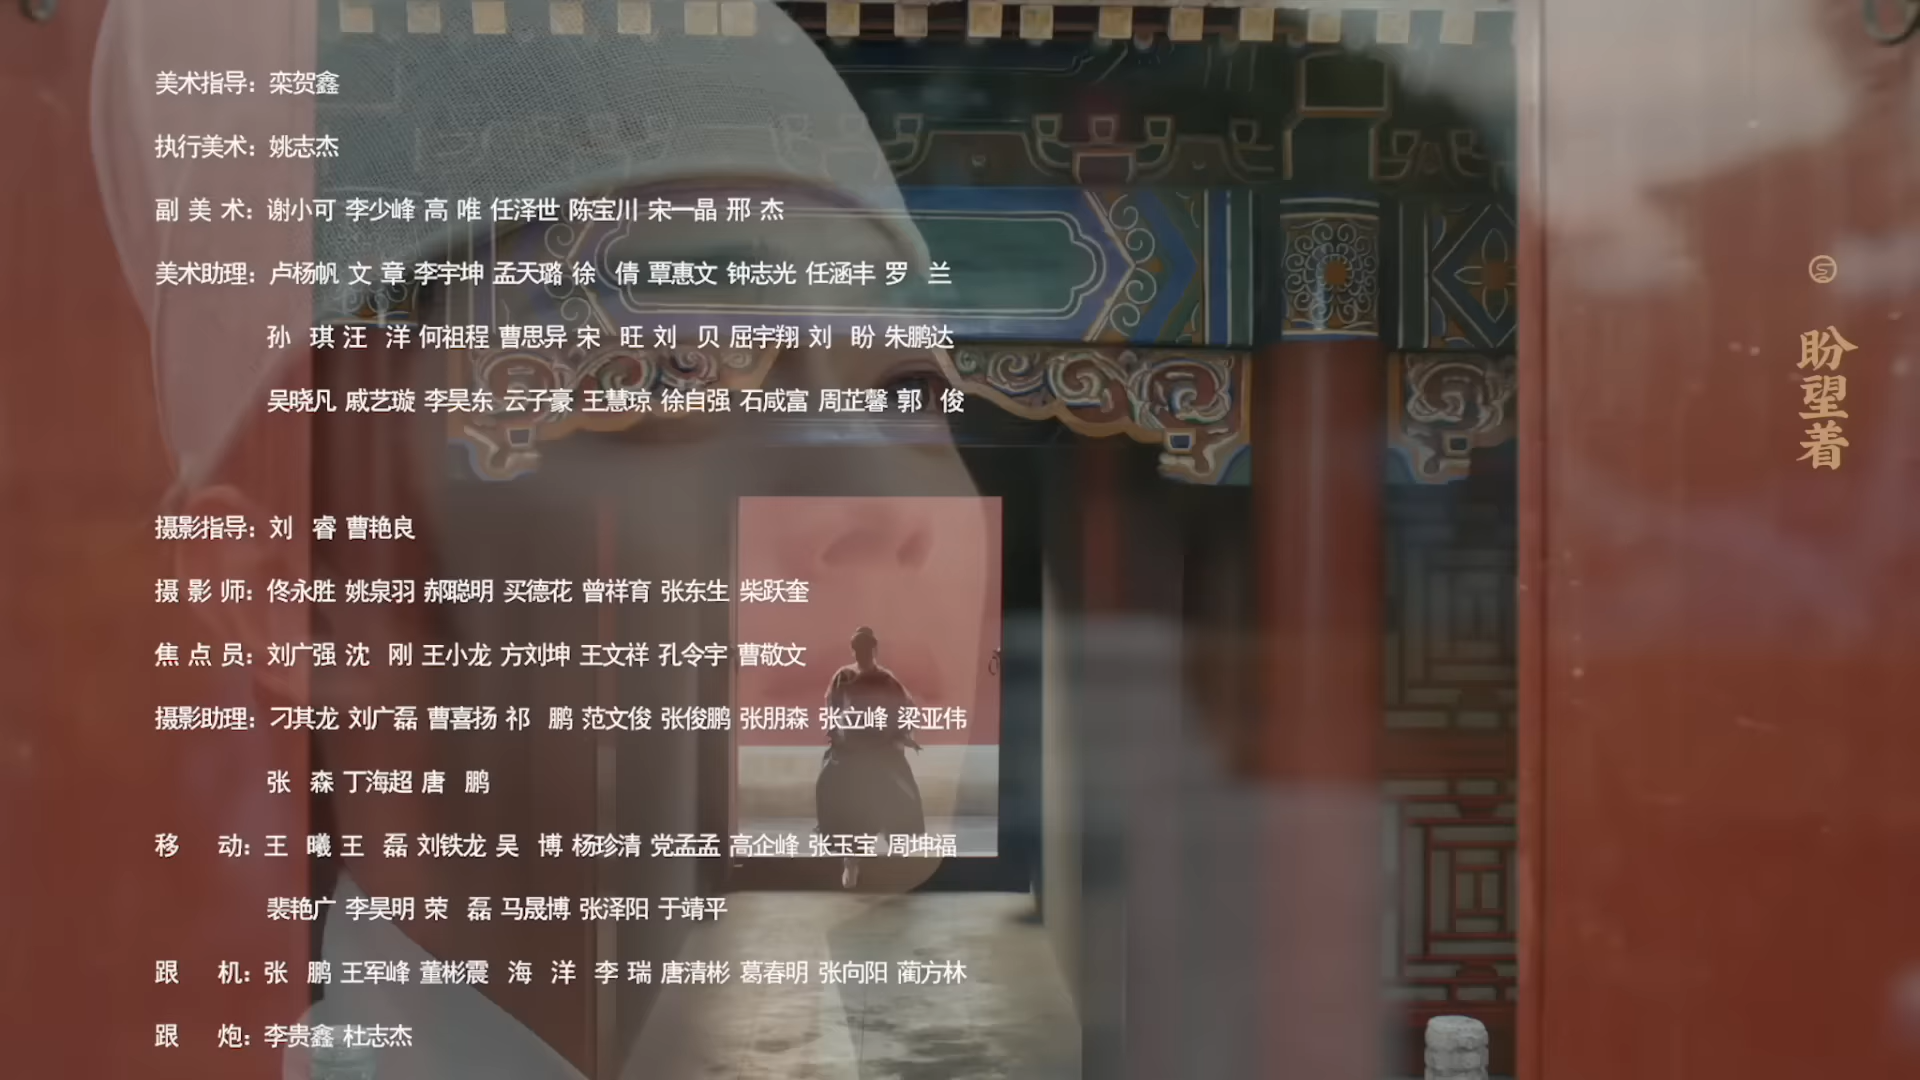 美术指导：栾贺鑫
执行美术：姚志杰
副 美 术：谢小可 李少峰 高 唯 任泽世 陈宝川 宋一晶 邢 杰
美术助理：卢杨帆 文 章 李宇坤 孟天璐 徐 倩 覃惠文 钟志光 任涵丰 罗 兰
孙 琪 汪 洋 何祖程 曹思异 宋 旺 刘 贝 屈宇翔 刘 盼 朱鹏达
吴晓凡 戚艺璇 李昊东 云子豪 王慧琼 徐自强 石咸富 周芷馨 郭 俊
摄影指导：刘 睿 曹艳良
摄 影 师：佟永胜 姚泉羽 郝聪明 买德花 曾祥育 张东生 柴跃奎
焦 点 员：刘广强 沈 刚 王小龙 方刘坤 王文祥 孔令宇 曹敬文
摄影助理：刁其龙 刘广磊 曹喜扬 祁 鹏 范文俊 张俊鹏 张朋森 张立峰 梁亚伟
张 森 丁海超 唐 鹏
移 动：王 曦 王 磊 刘铁龙 吴 博 杨珍清 党孟孟 高企峰 张玉宝 周坤福
裴艳广 李昊明 荣 磊 马晟博 张泽阳 于靖平
跟 机：张 鹏 王军峰 董彬震 海 洋 李 瑞 唐清彬 葛春明 张向阳 蔺方林
跟 炮：李贵鑫 杜志杰
盼望着